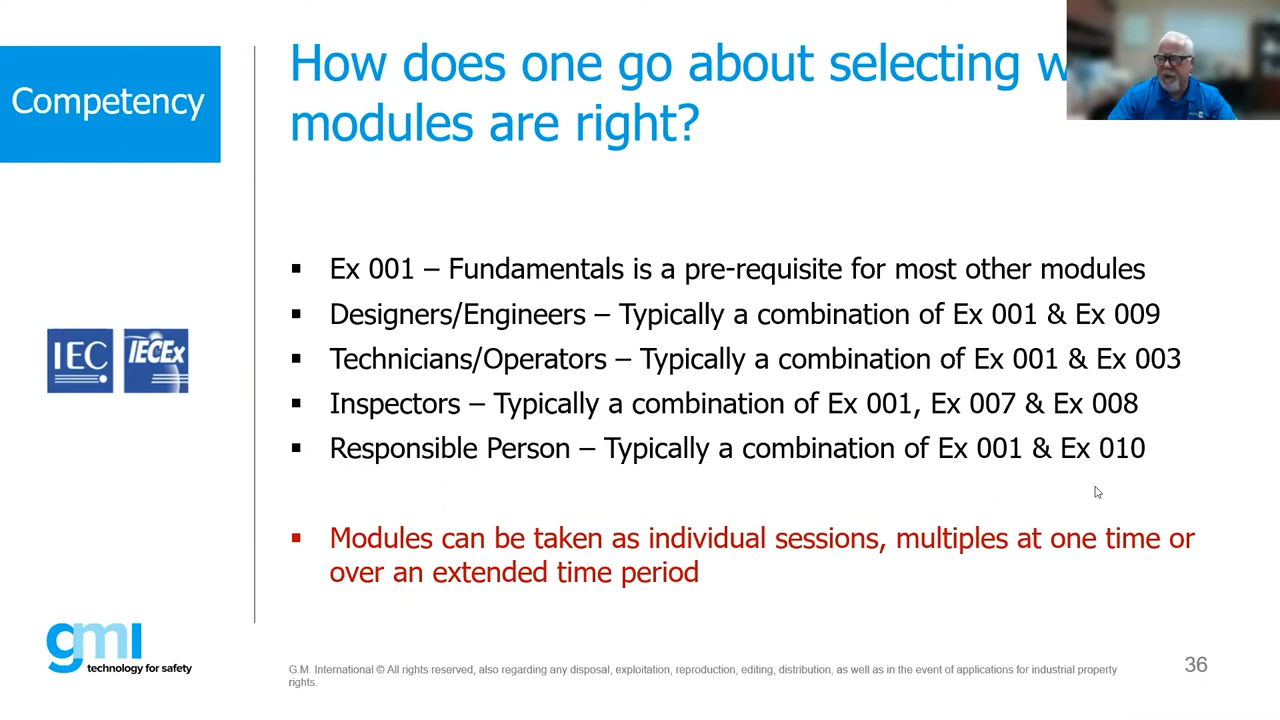 Competency
How does one go about selecting
modules are right?
▪ Ex 001 – Fundamentals is a pre-requisite for most other modules
▪ Designers/Engineers – Typically a combination of Ex 001 & Ex 009
▪ Technicians/Operators – Typically a combination of Ex 001 & Ex 003
▪ Inspectors – Typically a combination of Ex 001, Ex 007 & Ex 008
▪ Responsible Person – Typically a combination of Ex 001 & Ex 010
▪ Modules can be taken as individual sessions, multiples at one time or
over an extended time period
IEC
IECEx
gmi
technology for safety
G.M. International © All rights reserved, also regarding any disposal, exploitation, reproduction, editing, distribution, as well as in the event of applications for industrial property
rights.
36